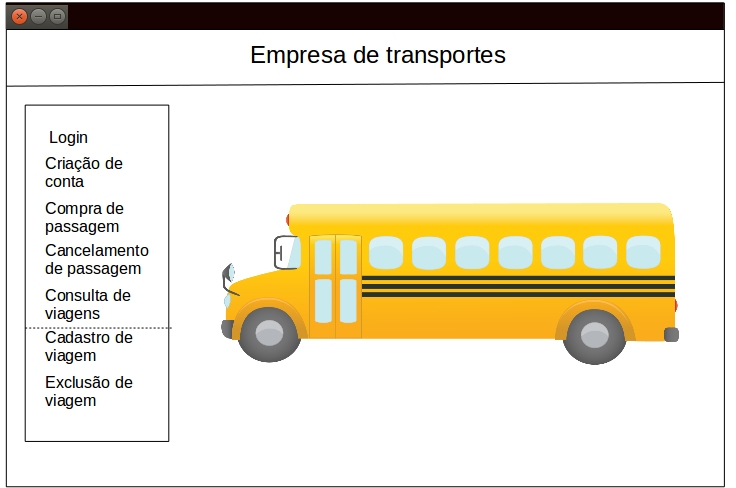 Empresa de transportes
Login
Criação de
conta
Compra de
passagem
Cancelamento
de passagem
Consulta de
viagens
Cadastro de
viagem
Exclusão de
viagem